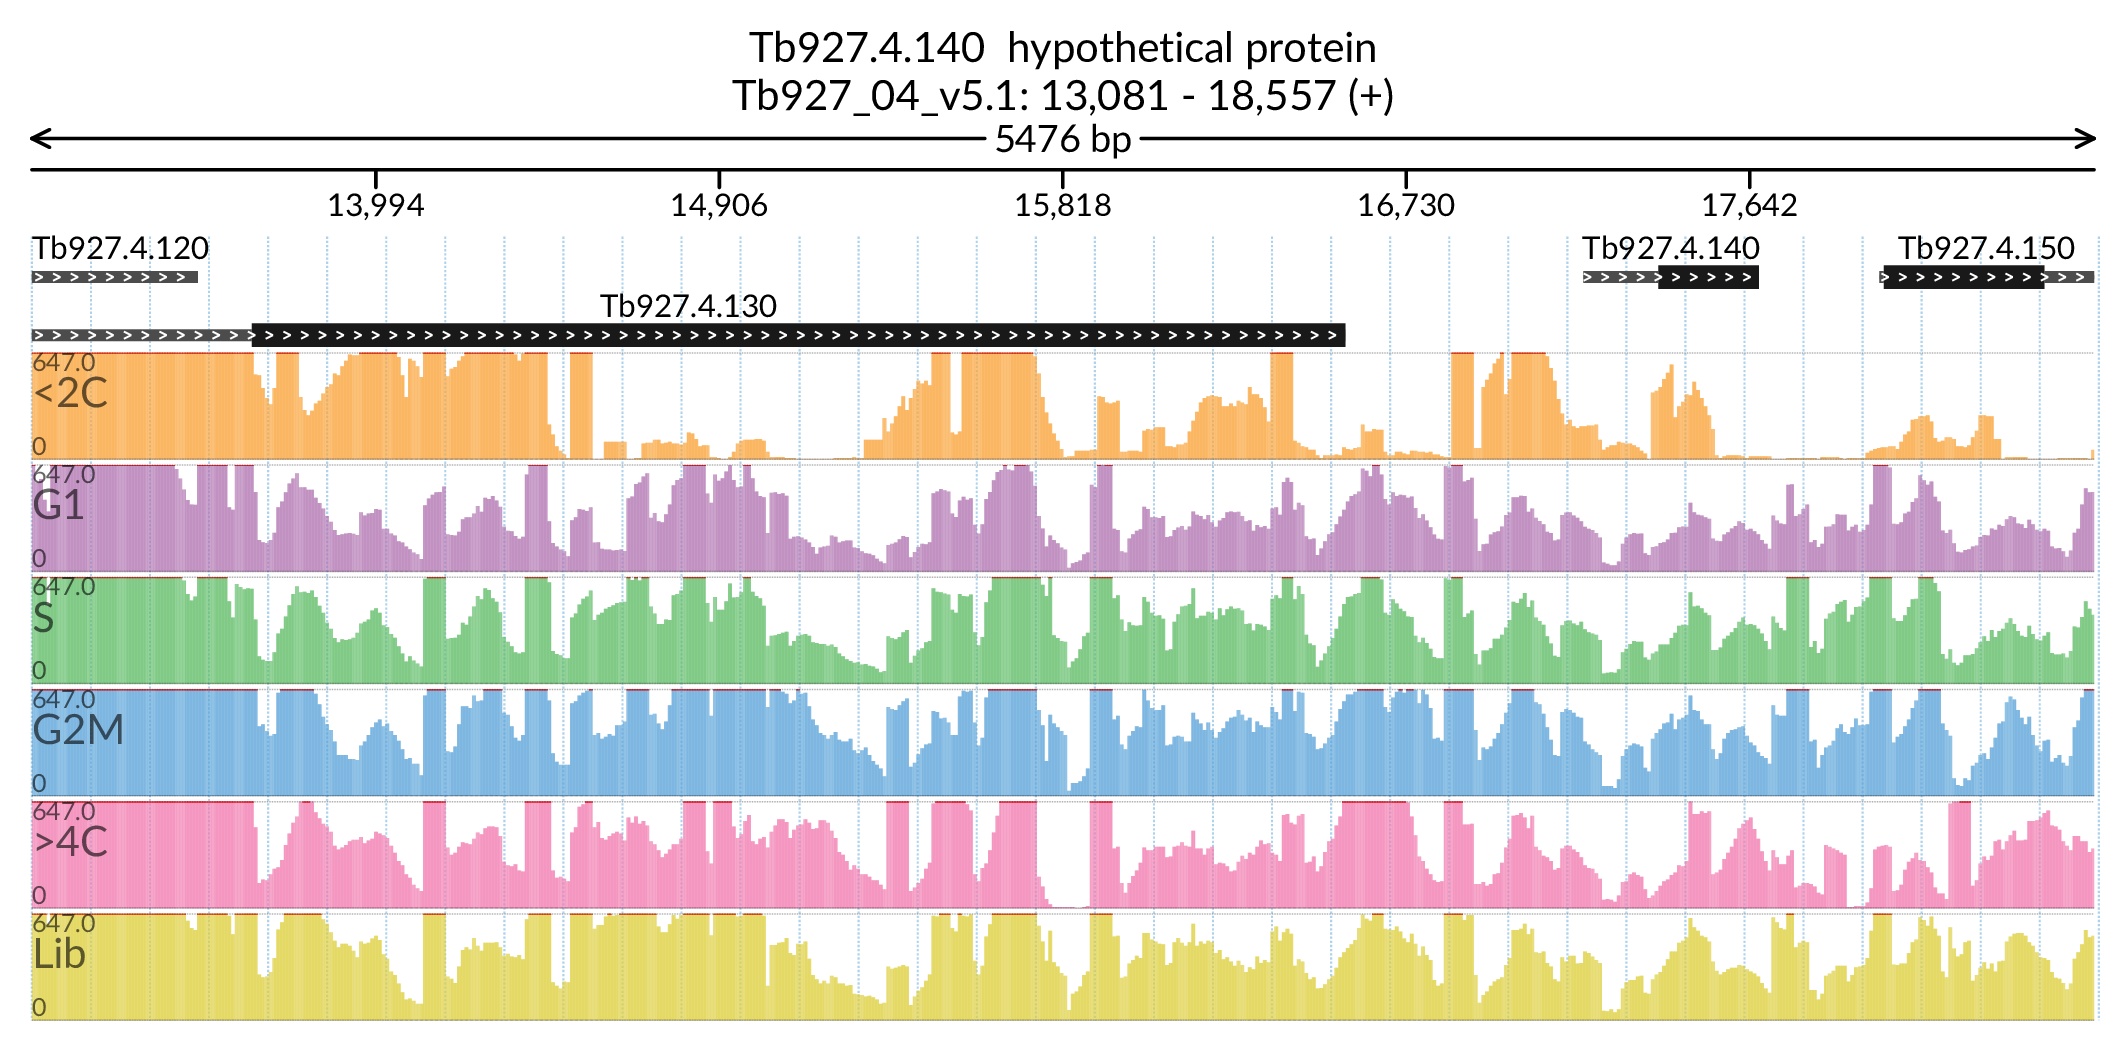 Tb927.4.140  hypothetical protein
Tb927_04_v5.1: 13,081 - 18,557 (+)
5476 bp
13,994 14,906 15,818 16,730 17,642
Tb927.4.120 Tb927.4.140 Tb927.4.150
Tb927.4.130
647.0
<2C
0
647.0
G1
0
647.0
S
0
647.0
G2M
0
647.0
>4C
0
647.0
Lib
0